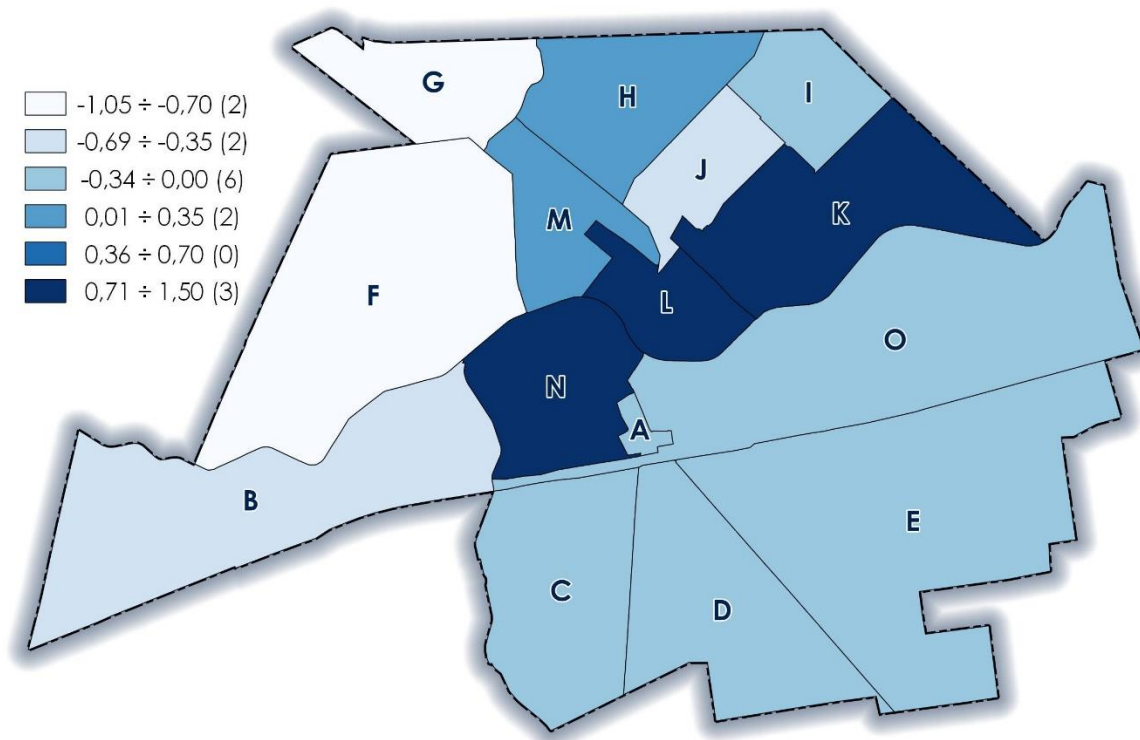 -1,05 ÷ -0,70 (2)
-0,69 ÷ -0,35 (2)
-0,34 ÷ 0,00 (6)
0,01 ÷ 0,35 (2)
0,36 ÷ 0,70 (0)
0,71 ÷ 1,50 (3)
G
H
I
J
K
M
F
L
O
N
A
B
E
C
D